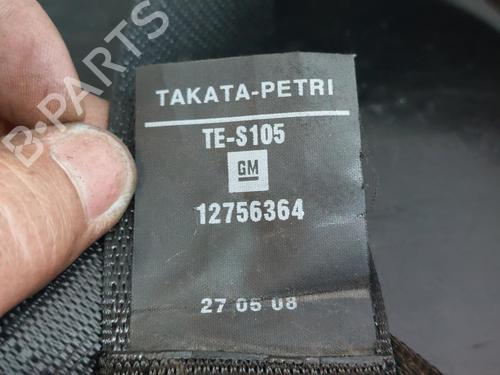 TAKATA-PETRI
TE-S105
GM
12756364
27 05 08
B-PARTS